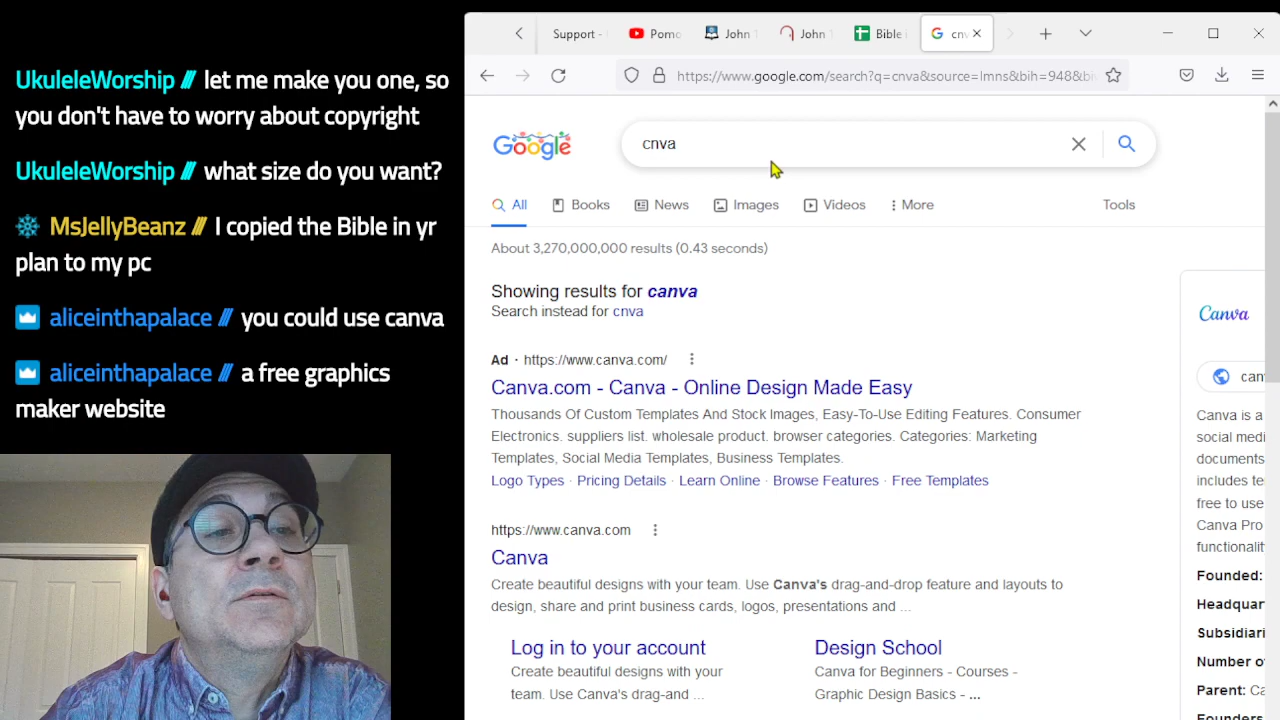 UkuleleWorship /// let me make you one, so
you don't have to worry about copyright
UkuleleWorship /// what size do you want?
MsJellyBeanz // I copied the Bible in yr
plan to my pc
aliceinthapalace // you could use canva
aliceinthapalace // a free graphics
maker website
Support -
Pomo
John
John
Bible
cnv
https://www.google.com/search?q=cnva&source=lmns&bih=948&bi
Google
cnva
All
Books
News
Images
Videos
More
Tools
About 3,270,000,000 results (0.43 seconds)
Showing results for canva
Search instead for cnva
Ad · https://www.canva.com/
Canva.com - Canva - Online Design Made Easy
Thousands Of Custom Templates And Stock Images, Easy-To-Use Editing Features. Consumer
Electronics. suppliers list. wholesale product. browser categories. Categories: Marketing
Templates, Social Media Templates, Business Templates.
Logo Types · Pricing Details · Learn Online · Browse Features · Free Templates
https://www.canva.com
Canva
Create beautiful designs with your team. Use Canva's drag-and-drop feature and layouts to
design, share and print business cards, logos, presentations and ...
Log in to your account
Create beautiful designs with your
team. Use Canva's drag-and ...
Design School
Canva for Beginners - Courses -
Graphic Design Basics - ...
Canva
can
Canva is a
social medi
documents
includes te
free to use
Canva Pro
functionalit
Founded:
Headquar
Subsidiari
Number o
Parent: Ca
Founders